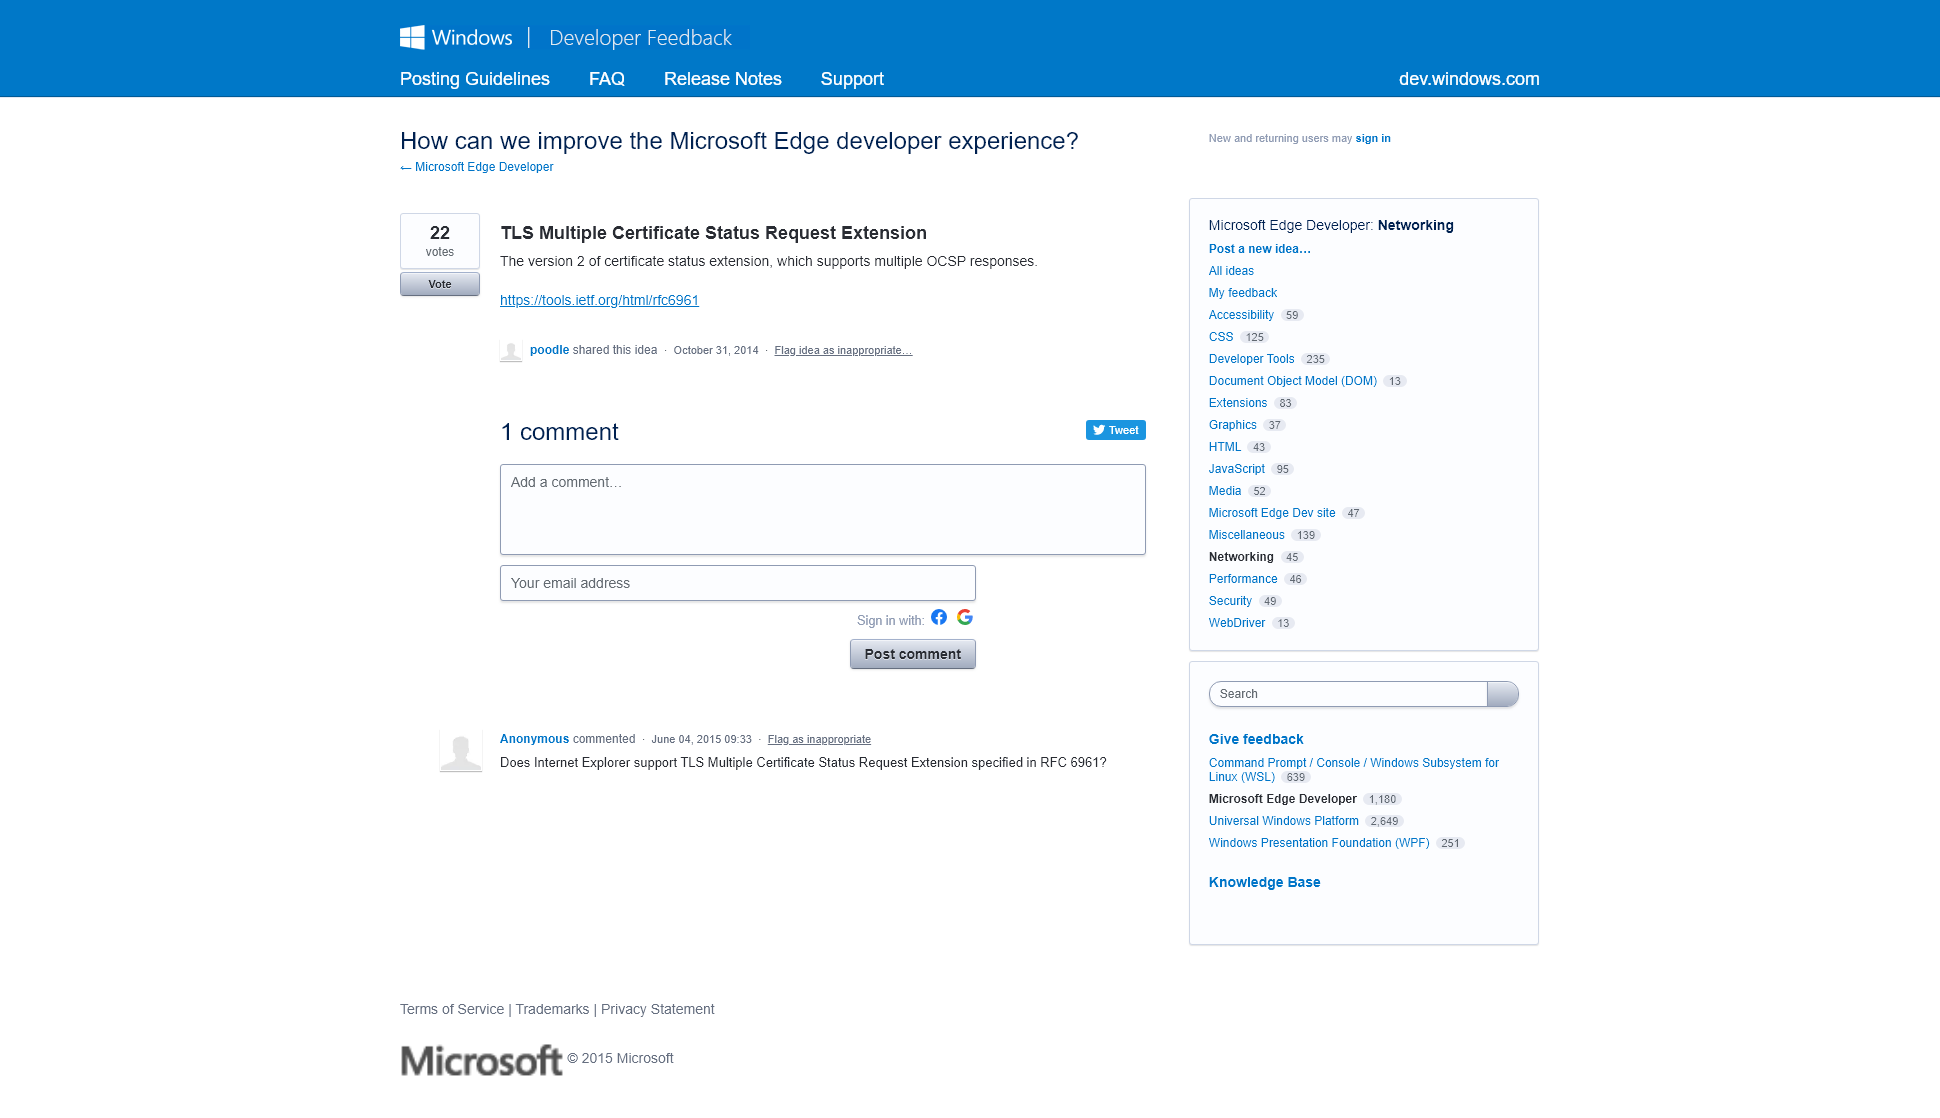 Windows | Developer Feedback
Posting Guidelines FAQ Release Notes Support dev.windows.com
How can we improve the Microsoft Edge developer experience?
← Microsoft Edge Developer
New and returning users may sign in
22
votes
Vote
TLS Multiple Certificate Status Request Extension
The version 2 of certificate status extension, which supports multiple OCSP responses.
https://tools.ietf.org/html/rfc6961
poodle shared this idea · October 31, 2014 · Flag idea as inappropriate…
1 comment
Tweet
Add a comment…
Your email address
Sign in with:
Post comment
Anonymous commented · June 04, 2015 09:33 · Flag as inappropriate
Does Internet Explorer support TLS Multiple Certificate Status Request Extension specified in RFC 6961?
Microsoft Edge Developer: Networking
Post a new idea…
All ideas
My feedback
Accessibility 59
CSS 125
Developer Tools 235
Document Object Model (DOM) 13
Extensions 83
Graphics 37
HTML 43
JavaScript 95
Media 52
Microsoft Edge Dev site 47
Miscellaneous 139
Networking 45
Performance 46
Security 49
WebDriver 13
Search
Give feedback
Command Prompt / Console / Windows Subsystem for
Linux (WSL) 639
Microsoft Edge Developer 1,180
Universal Windows Platform 2,649
Windows Presentation Foundation (WPF) 251
Knowledge Base
Terms of Service | Trademarks | Privacy Statement
Microsoft © 2015 Microsoft